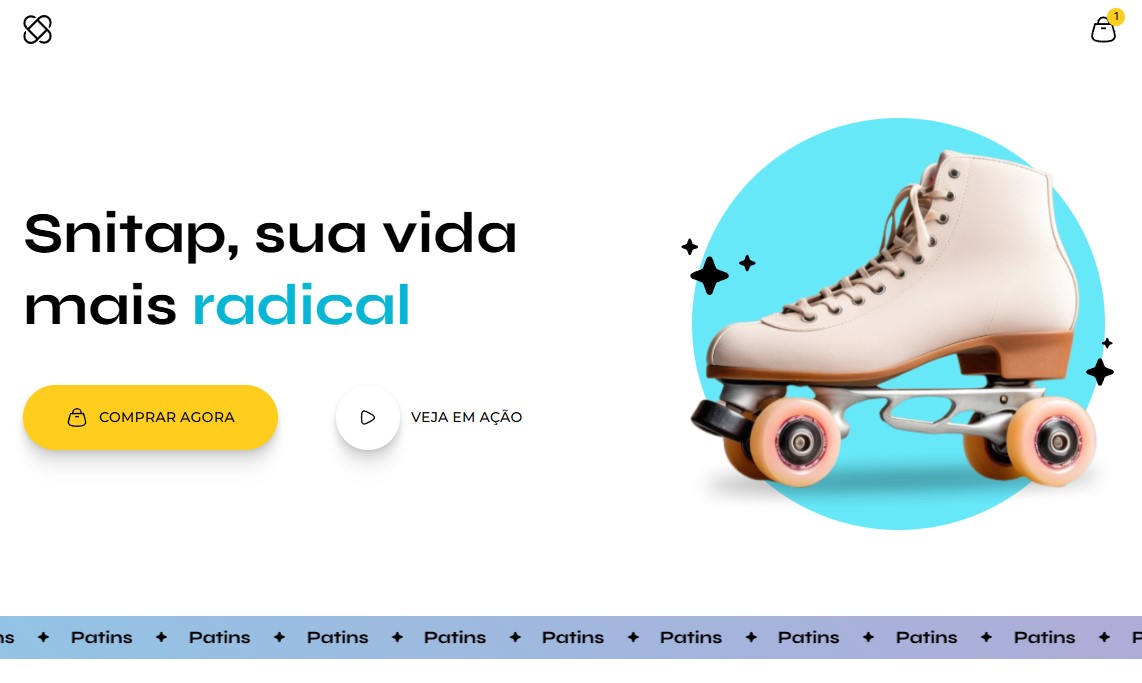 1
Snitap, sua vida
mais radical
COMPRAR AGORA
VEJA EM AÇÃO
ns ✦ Patins ✦ Patins ✦ Patins ✦ Patins ✦ Patins ✦ Patins ✦ Patins ✦ Patins ✦ Patins ✦ P